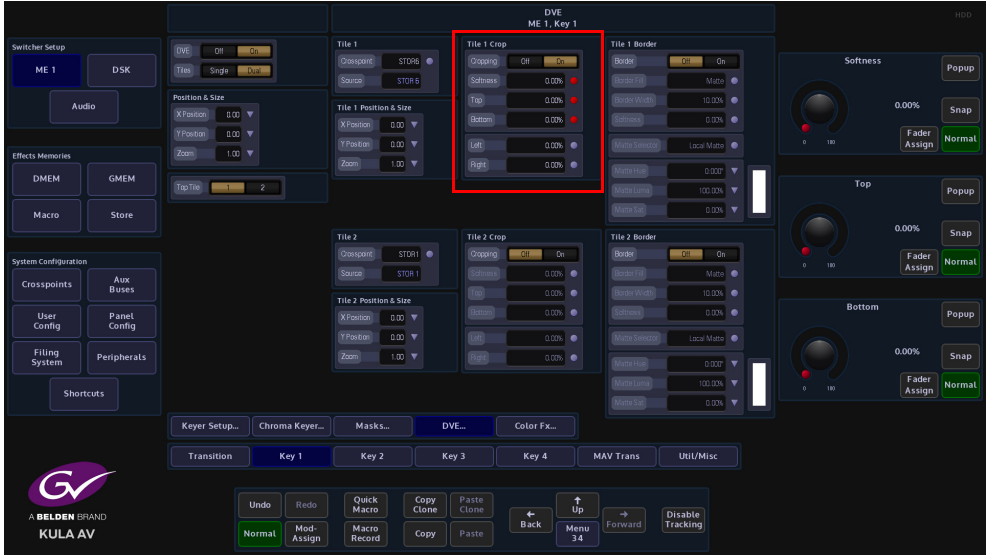 DVE
ME 1, Key 1
HDD
Switcher Setup
ME 1
DSK
Audio
Effects Memories
DMEM
GMEM
Macro
Store
System Configuration
Crosspoints
Aux
Buses
User
Config
Panel
Config
Filing
System
Peripherals
Shortcuts
DVE Off On
Tiles Single Dual
Position & Size
X Position 0.00
Y Position 0.00
Zoom 1.00
Top Tile 1 2
Tile 1
Crosspoint STOR6
Source STOR 6
Tile 1 Position & Size
X Position 0.00
Y Position 0.00
Zoom 1.00
Tile 1 Crop
Cropping Off On
Softness 0.00%
Top 0.00%
Bottom 0.00%
Left 0.00%
Right 0.00%
Tile 1 Border
Border Off On
Border Fill Matte
Border Width 10.00%
Softness 0.00%
Matte Selector Local Matte
Matte Hue 0.000°
Matte Luma 100.00%
Matte Sat 0.00%
Tile 2
Crosspoint STOR1
Source STOR 1
Tile 2 Position & Size
X Position 0.00
Y Position 0.00
Zoom 1.00
Tile 2 Crop
Cropping Off On
Softness 0.00%
Top 0.00%
Bottom 0.00%
Left 0.00%
Right 0.00%
Tile 2 Border
Border Off On
Border Fill Matte
Border Width 10.00%
Softness 0.00%
Matte Selector Local Matte
Matte Hue 0.000°
Matte Luma 100.00%
Matte Sat 0.00%
Softness
Popup
0.00%
Snap
0 100
Fader
Assign
Normal
Top
Popup
0.00%
Snap
0 100
Fader
Assign
Normal
Bottom
Popup
0.00%
Snap
0 100
Fader
Assign
Normal
Keyer Setup... Chroma Keyer... Masks... DVE... Color Fx...
Transition Key 1 Key 2 Key 3 Key 4 MAV Trans Util/Misc
GV
A BELDEN BRAND
KULA AV
Undo
Redo
Quick
Macro
Copy
Clone
Paste
Clone
Normal
Mod-
Assign
Macro
Record
Copy
Paste
Back
Up
Menu
34
Forward
Disable
Tracking